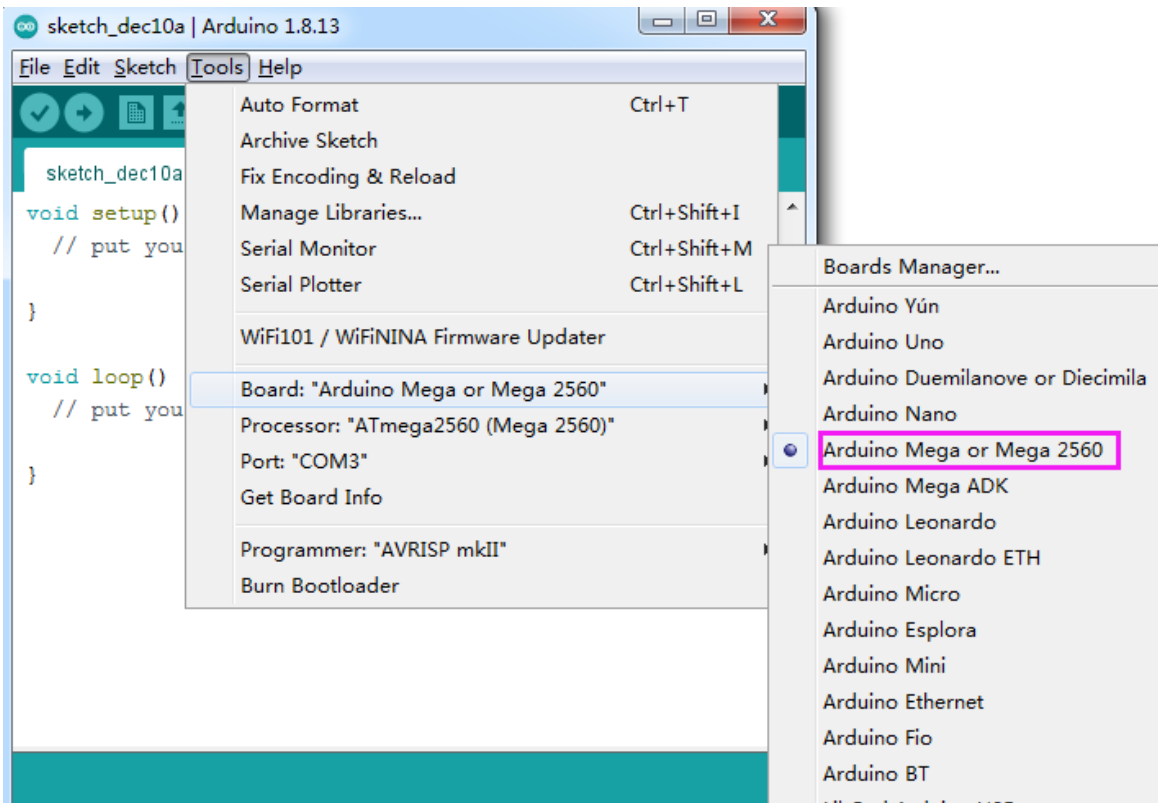 sketch_dec10a | Arduino 1.8.13
File Edit Sketch Tools Help
sketch_dec10a
void setup()
// put you
}
void loop()
// put you
}
Auto Format Ctrl+T
Archive Sketch
Fix Encoding & Reload
Manage Libraries... Ctrl+Shift+I
Serial Monitor Ctrl+Shift+M
Serial Plotter Ctrl+Shift+L
WiFi101 / WiFiNINA Firmware Updater
Board: "Arduino Mega or Mega 2560"
Processor: "ATmega2560 (Mega 2560)"
Port: "COM3"
Get Board Info
Programmer: "AVRISP mkII"
Burn Bootloader
Boards Manager...
Arduino Yún
Arduino Uno
Arduino Duemilanove or Diecimila
Arduino Nano
Arduino Mega or Mega 2560
Arduino Mega ADK
Arduino Leonardo
Arduino Leonardo ETH
Arduino Micro
Arduino Esplora
Arduino Mini
Arduino Ethernet
Arduino Fio
Arduino BT